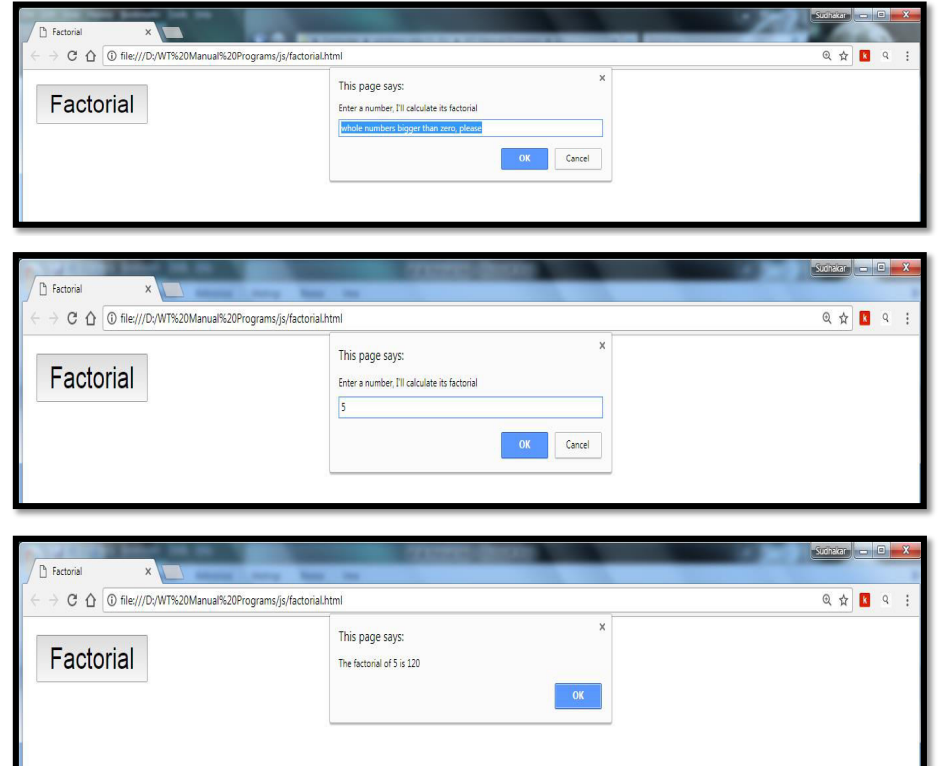 Sudhakar
Factorial
file:///D:/WT%20Manual%20Programs/js/factorial.html
k
Factorial
This page says:
Enter a number, I'll calculate its factorial
whole numbers bigger than zero, please
OK Cancel
Sudhakar
Factorial
file:///D:/WT%20Manual%20Programs/js/factorial.html
k
Factorial
This page says:
Enter a number, I'll calculate its factorial
5
OK Cancel
Sudhakar
Factorial
file:///D:/WT%20Manual%20Programs/js/factorial.html
k
Factorial
This page says:
The factorial of 5 is 120
OK